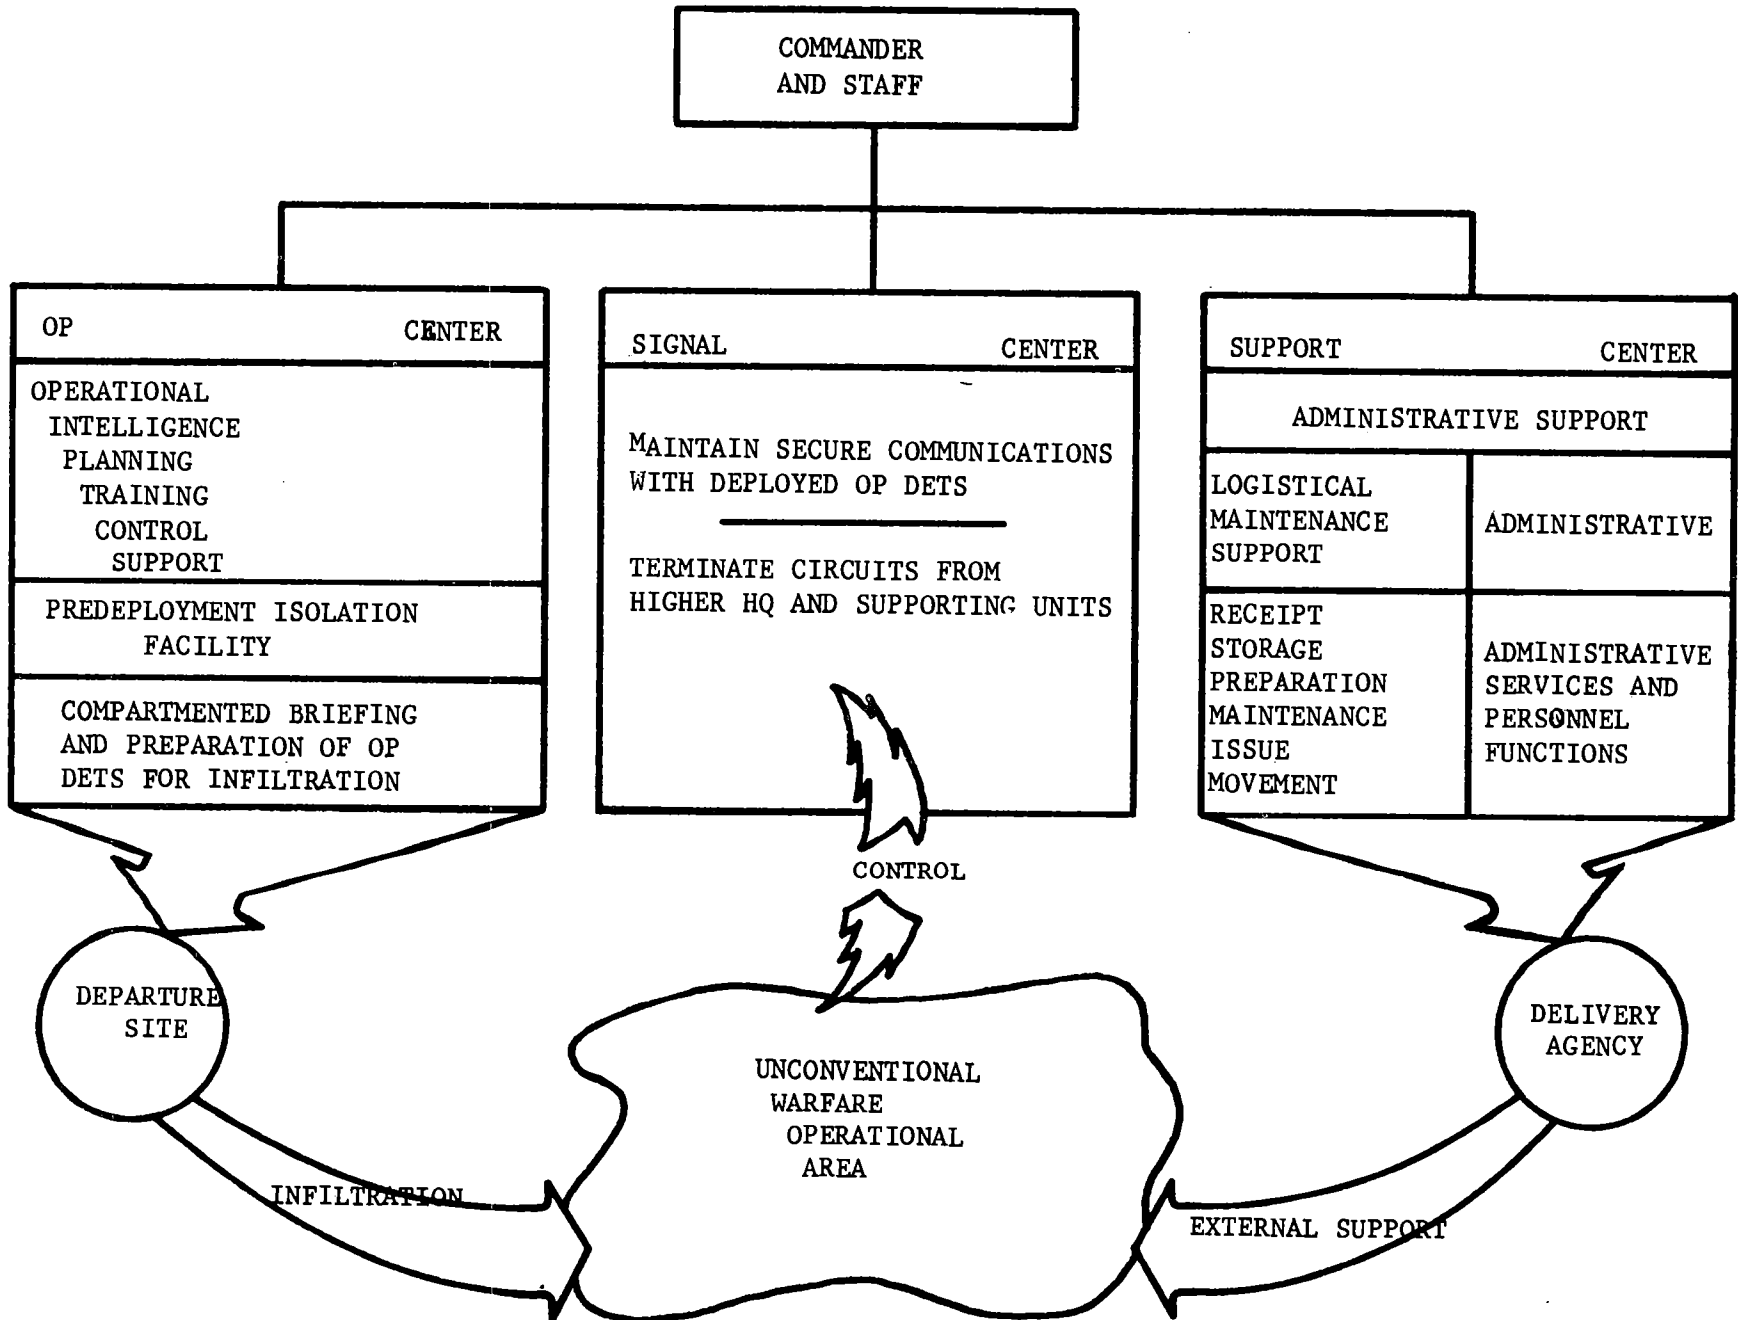 COMMANDER
AND STAFF
OP CENTER
OPERATIONAL
INTELLIGENCE
PLANNING
TRAINING
CONTROL
SUPPORT
PREDEPLOYMENT ISOLATION
FACILITY
COMPARTMENTED BRIEFING
AND PREPARATION OF OP
DETS FOR INFILTRATION
SIGNAL CENTER
MAINTAIN SECURE COMMUNICATIONS
WITH DEPLOYED OP DETS
TERMINATE CIRCUITS FROM
HIGHER HQ AND SUPPORTING UNITS
SUPPORT CENTER
ADMINISTRATIVE SUPPORT
LOGISTICAL
MAINTENANCE
SUPPORT
ADMINISTRATIVE
RECEIPT
STORAGE
PREPARATION
MAINTENANCE
ISSUE
MOVEMENT
ADMINISTRATIVE
SERVICES AND
PERSONNEL
FUNCTIONS
CONTROL
DEPARTURE
SITE
DELIVERY
AGENCY
UNCONVENTIONAL
WARFARE
OPERATIONAL
AREA
INFILTRATION
EXTERNAL SUPPORT